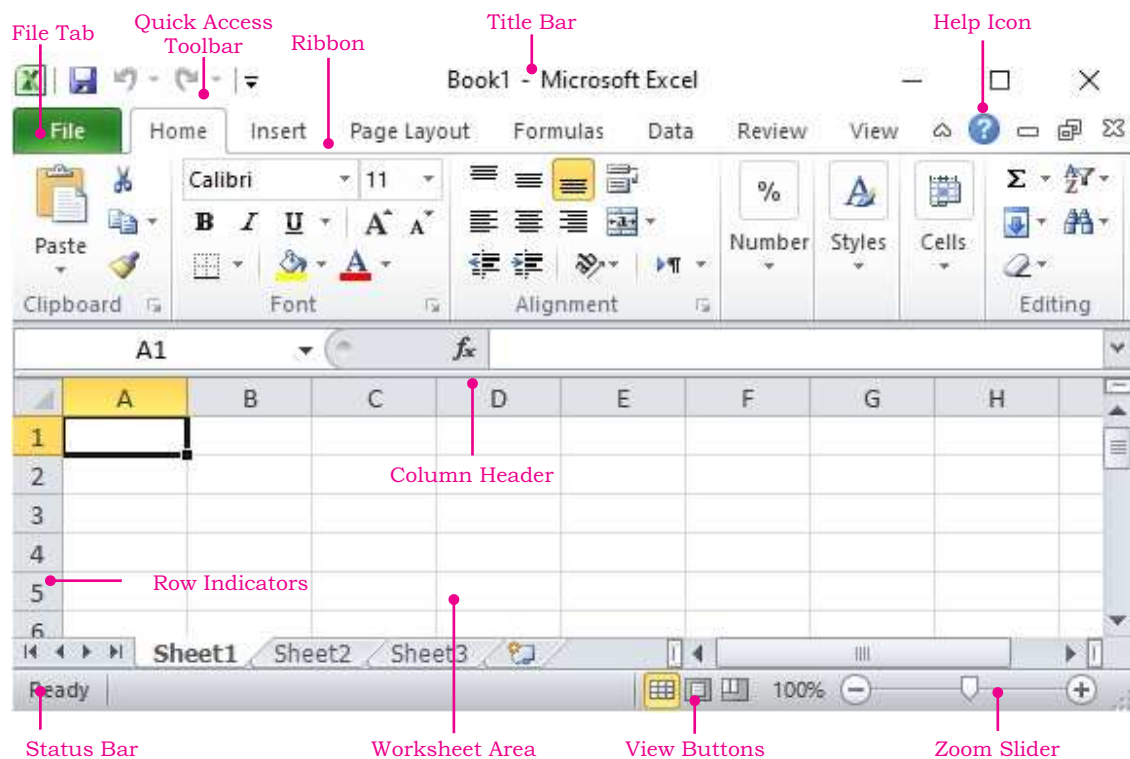 File Tab
Quick Access
Toolbar
Ribbon
Title Bar
Help Icon
Book1 - Microsoft Excel
File Home Insert Page Layout Formulas Data Review View
Calibri 11
Paste
B I U A A
A
Σ A Z
% A
Number Styles Cells
Clipboard Font Alignment Editing
A1 fx
A B C D E F G H
1
2
Column Header
3
4
5
Row Indicators
6
Sheet1 Sheet2 Sheet3
Ready 100%
Status Bar Worksheet Area View Buttons Zoom Slider